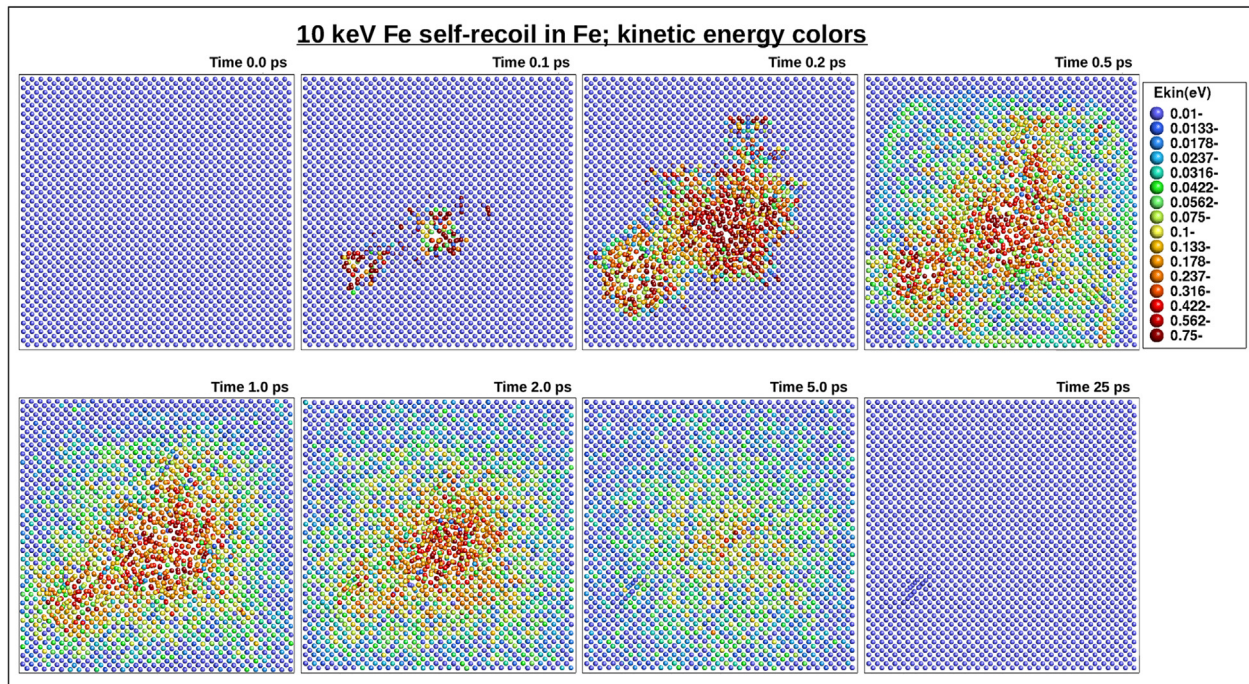 10 keV Fe self-recoil in Fe; kinetic energy colors
Time 0.0 ps
Time 0.1 ps
Time 0.2 ps
Time 0.5 ps
Ekin(eV)
0.01-
0.0133-
0.0178-
0.0237-
0.0316-
0.0422-
0.0562-
0.075-
0.1-
0.133-
0.178-
0.237-
0.316-
0.422-
0.562-
0.75-
Time 1.0 ps
Time 2.0 ps
Time 5.0 ps
Time 25 ps